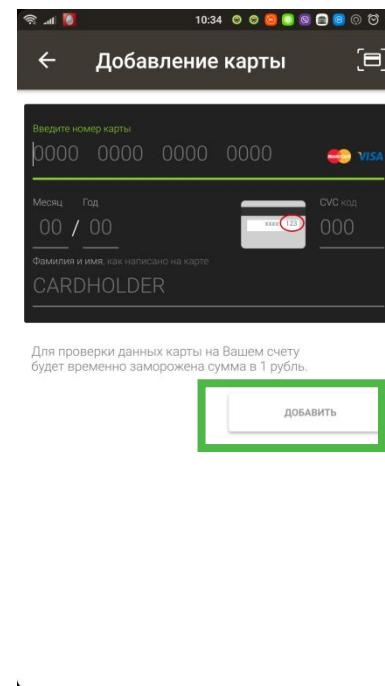 10:34
Добавление карты
Введите номер карты
0000 0000 0000 0000
MasterCard VISA
Месяц Год CVC код
00 / 00 XXXX 123 000
Фамилия и имя, как написано на карте
CARDHOLDER
Для проверки данных карты на Вашем счету
будет временно заморожена сумма в 1 рубль.
ДОБАВИТЬ